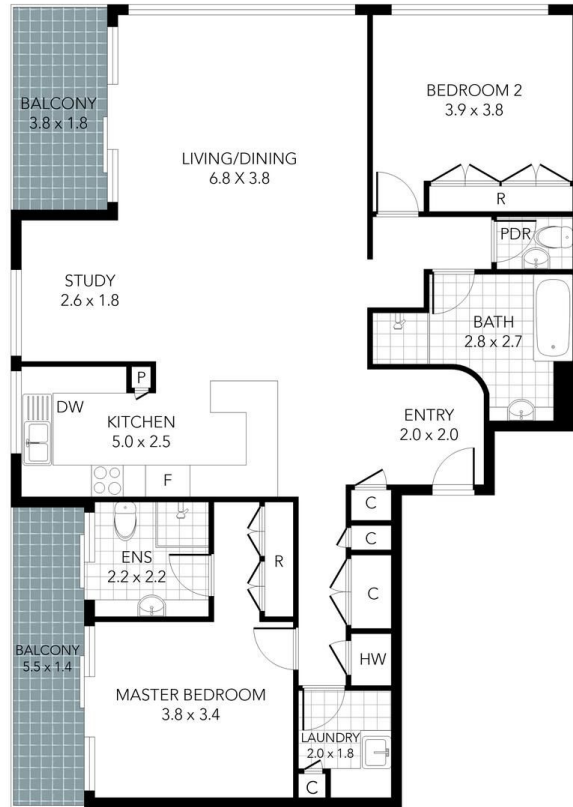 BALCONY
3.8 x 1.8
BEDROOM 2
3.9 x 3.8
LIVING/DINING
6.8 X 3.8
R
PDR
STUDY
2.6 x 1.8
BATH
2.8 x 2.7
P
DW
KITCHEN
5.0 x 2.5
F
ENTRY
2.0 x 2.0
C
C
C
HW
ENS
2.2 x 2.2
R
BALCONY
5.5 x 1.4
MASTER BEDROOM
3.8 x 3.4
LAUNDRY
2.0 x 1.8
C